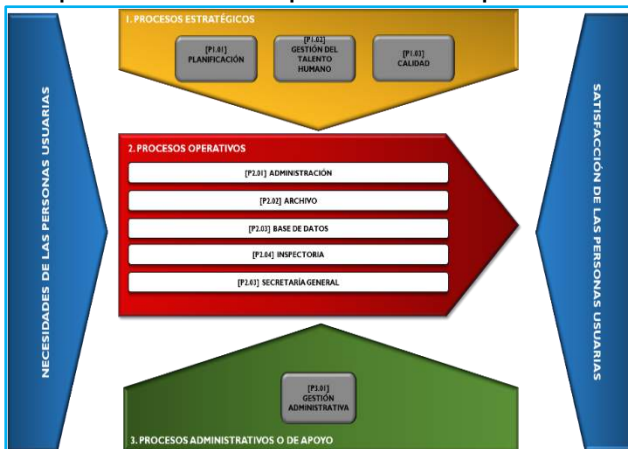 1. PROCESOS ESTRATÉGICOS
[P1.01]
PLANIFICACIÓN
[P1.02]
GESTIÓN DEL
TALENTO
HUMANO
[P1.03]
CALIDAD
NECESIDADES DE LAS PERSONAS USUARIAS
2. PROCESOS OPERATIVOS
[P2.01] ADMINISTRACIÓN
[P2.02] ARCHIVO
[P2.03] BASE DE DATOS
[P2.04] INSPECTORIA
[P2.03] SECRETARÍA GENERAL
SATISFACCIÓN DE LAS PERSONAS USUARIAS
[P3.01]
GESTIÓN
ADMINISTRATIVA
3. PROCESOS ADMINISTRATIVOS O DE APOYO